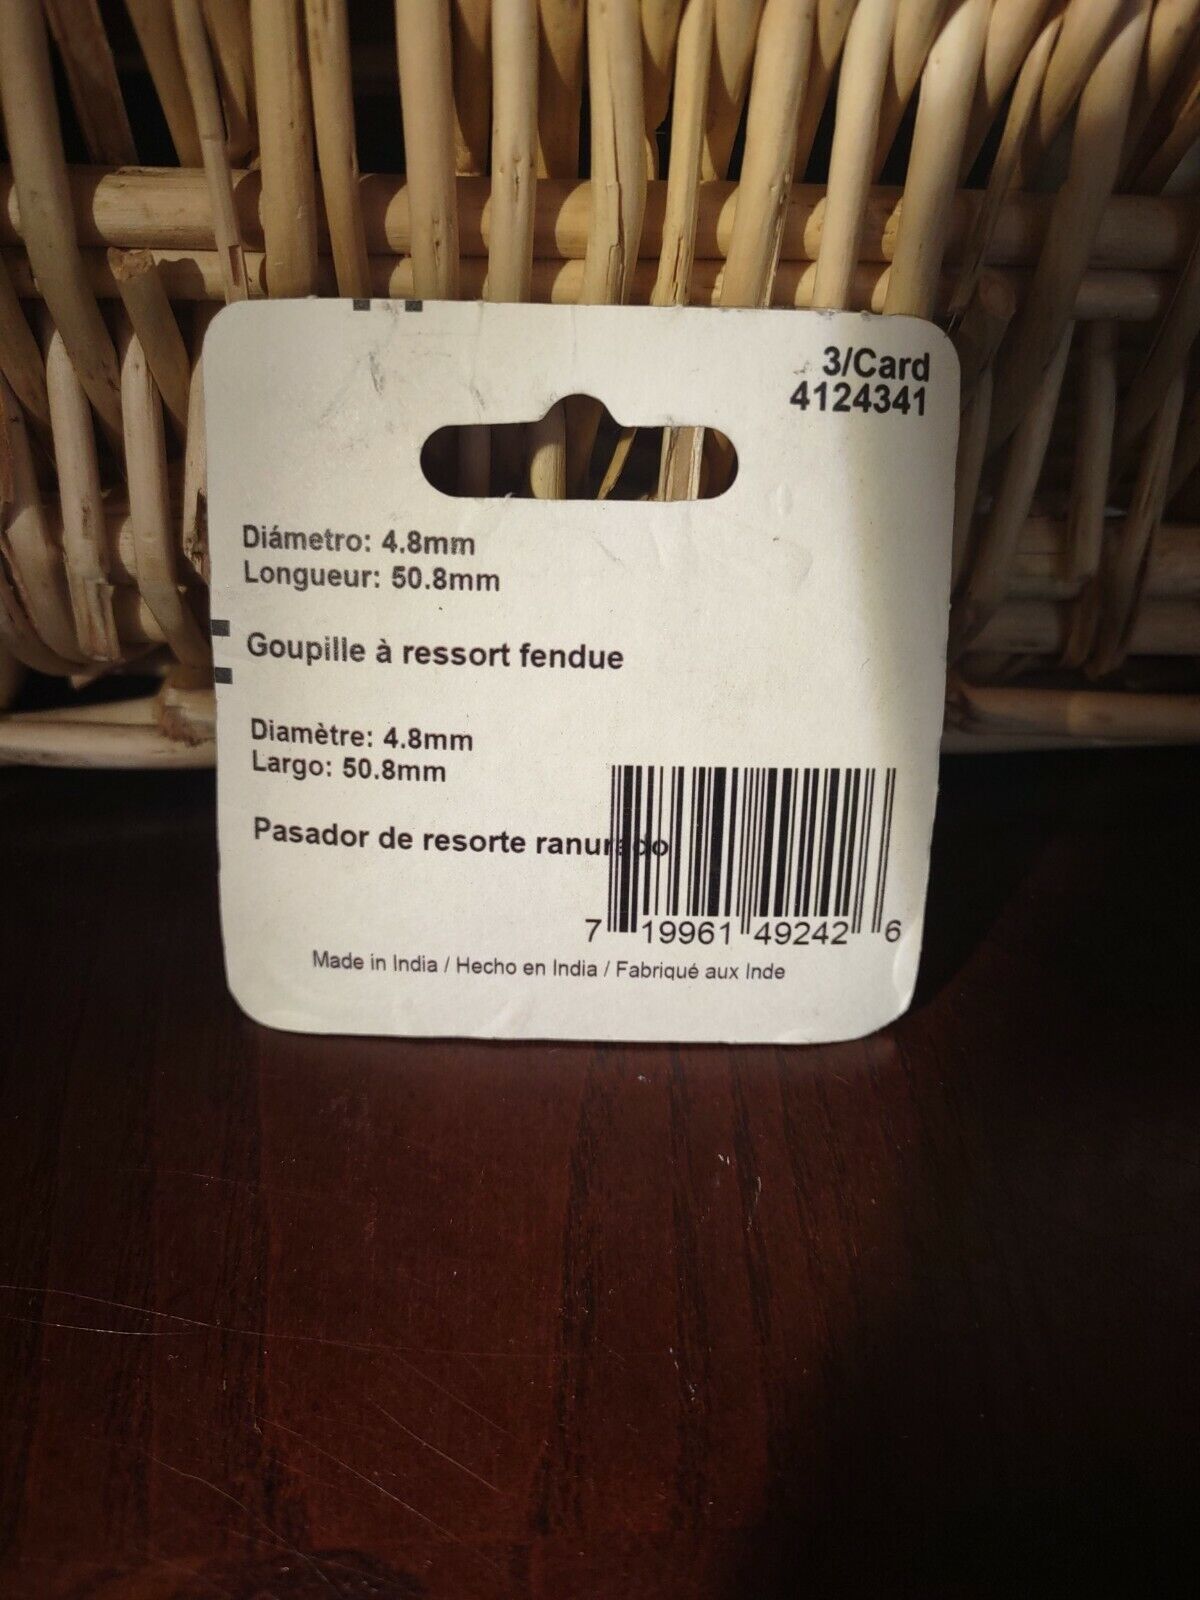 3/Card
4124341
Diámetro: 4.8mm
Longueur: 50.8mm
Goupille à ressort fendue
Diamètre: 4.8mm
Largo: 50.8mm
Pasador de resorte ranurado
7 19961 49242 6
Made in India / Hecho en India / Fabriqué aux Inde